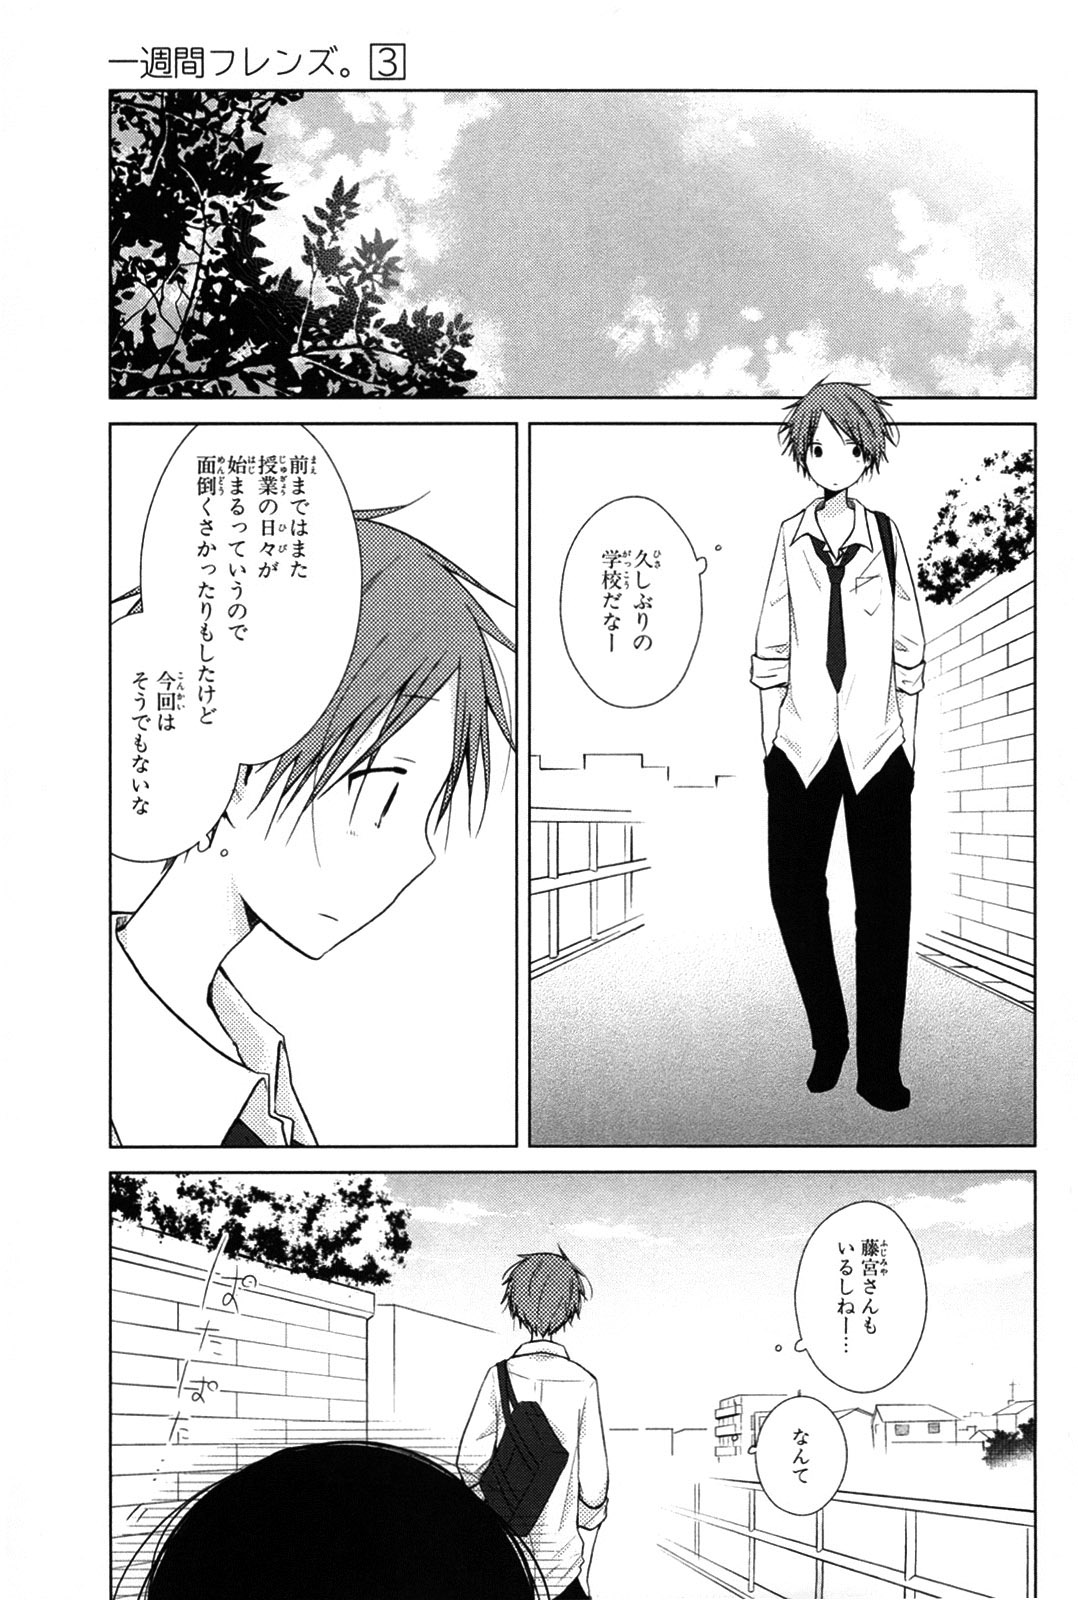 一週間フレンズ。3
久しぶりの
学校だなー
前まではまた
授業の日々が
始まるっていうので
面倒くさかったりもしたけど
今回は
そうでもないな
藤宮さんも
いるしねー…
なんて
ぱたぱた